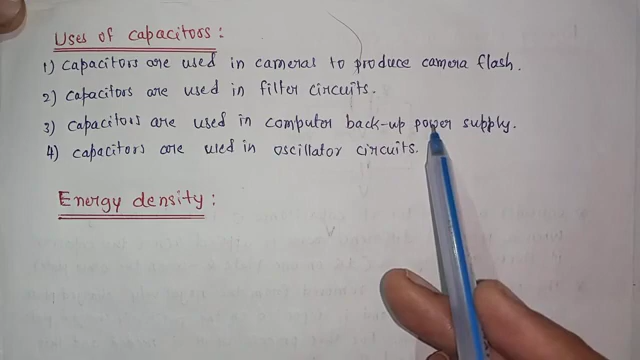 Uses of capacitors :
1) Capacitors are used in cameras to produce camera flash.
2) Capacitors are used in filter circuits.
3) Capacitors are used in computer back-up power supply.
4) Capacitors are used in oscillator circuits.
Energy density :